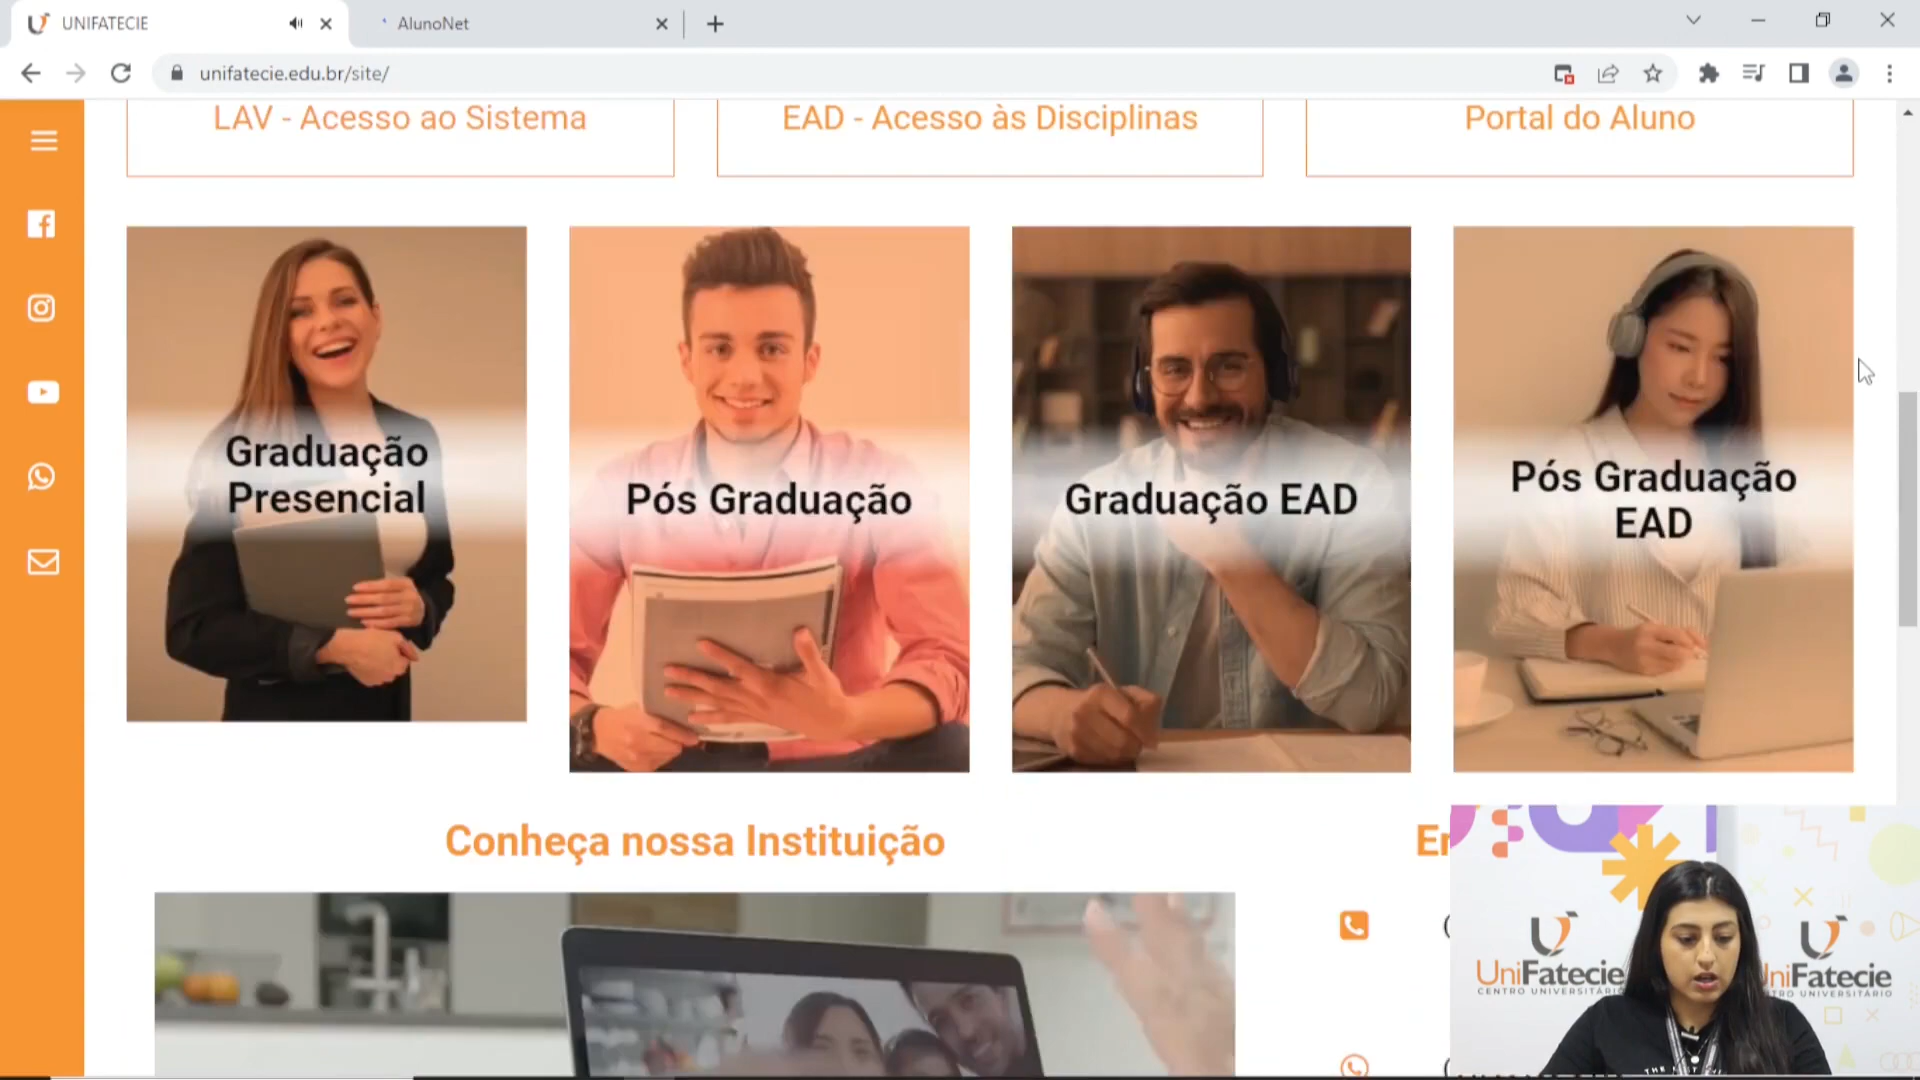 UNIFATECIE
AlunoNet
unifatecie.edu.br/site/
LAV - Acesso ao Sistema
EAD - Acesso às Disciplinas
Portal do Aluno
Graduação
Presencial
Pós Graduação
Graduação EAD
Pós Graduação
EAD
Conheça nossa Instituição
UniFatecie
CENTRO UNIVERSITÁRIO
UniFatecie